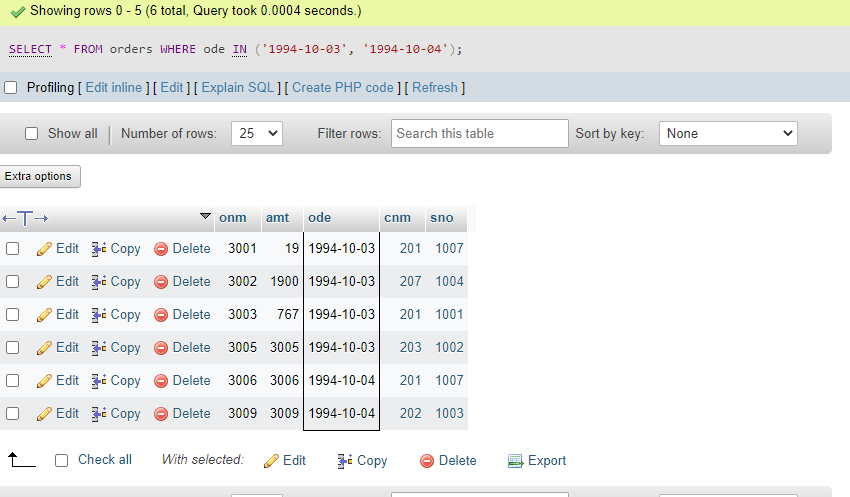 Showing rows 0 - 5 (6 total, Query took 0.0004 seconds.)
SELECT * FROM orders WHERE ode IN ('1994-10-03', '1994-10-04');
Profiling [ Edit inline ] [ Edit ] [ Explain SQL ] [ Create PHP code ] [ Refresh ]
Show all Number of rows: 25 Filter rows: Search this table Sort by key: None
Extra options
onm amt ode cnm sno
Edit Copy Delete 3001 19 1994-10-03 201 1007
Edit Copy Delete 3002 1900 1994-10-03 207 1004
Edit Copy Delete 3003 767 1994-10-03 201 1001
Edit Copy Delete 3005 3005 1994-10-03 203 1002
Edit Copy Delete 3006 3006 1994-10-04 201 1007
Edit Copy Delete 3009 3009 1994-10-04 202 1003
Check all With selected: Edit Copy Delete Export